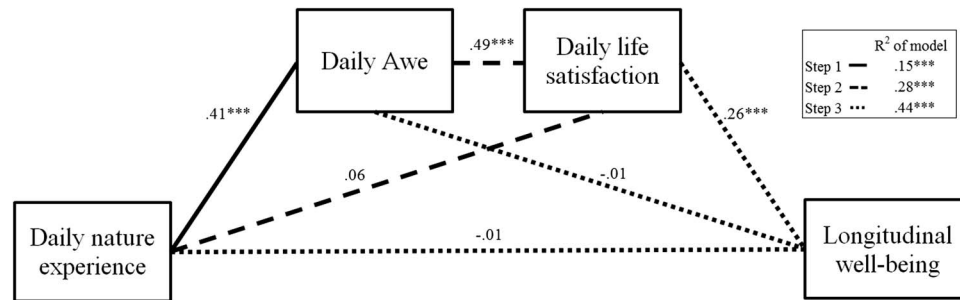 Daily Awe
.49***
Daily life
satisfaction
R² of model
Step 1 .15***
Step 2 .28***
Step 3 .44***
.41***
.26***
.06
-.01
Daily nature
experience
-.01
Longitudinal
well-being